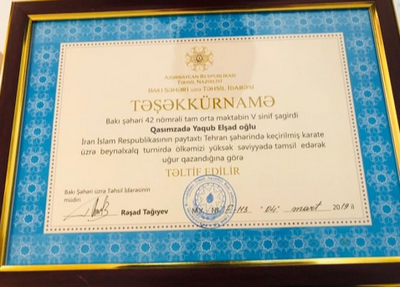 AZƏRBAYCAN RESPUBLİKASI
TƏHSİL NAZİRLİYİ
BAKI ŞƏHƏRİ ÜZRƏ TƏHSİL İDARƏSİ
TƏŞƏKKÜRNAMƏ
Bakı şəhəri 42 nömrəli tam orta məktəbin V sinif şagirdi
Qasımzadə Yaqub Elşad oğlu
İran İslam Respublikasının paytaxtı Tehran şəhərində keçirilmiş karate
üzrə beynəlxalq turnirdə ölkəmizi yüksək səviyyədə təmsil edərək
uğur qazandığına görə
TƏLTİF EDİLİR
Bakı Şəhəri üzrə Təhsil İdarəsinin
müdiri
Rəşad Tağıyev
"04" mart 2019 il